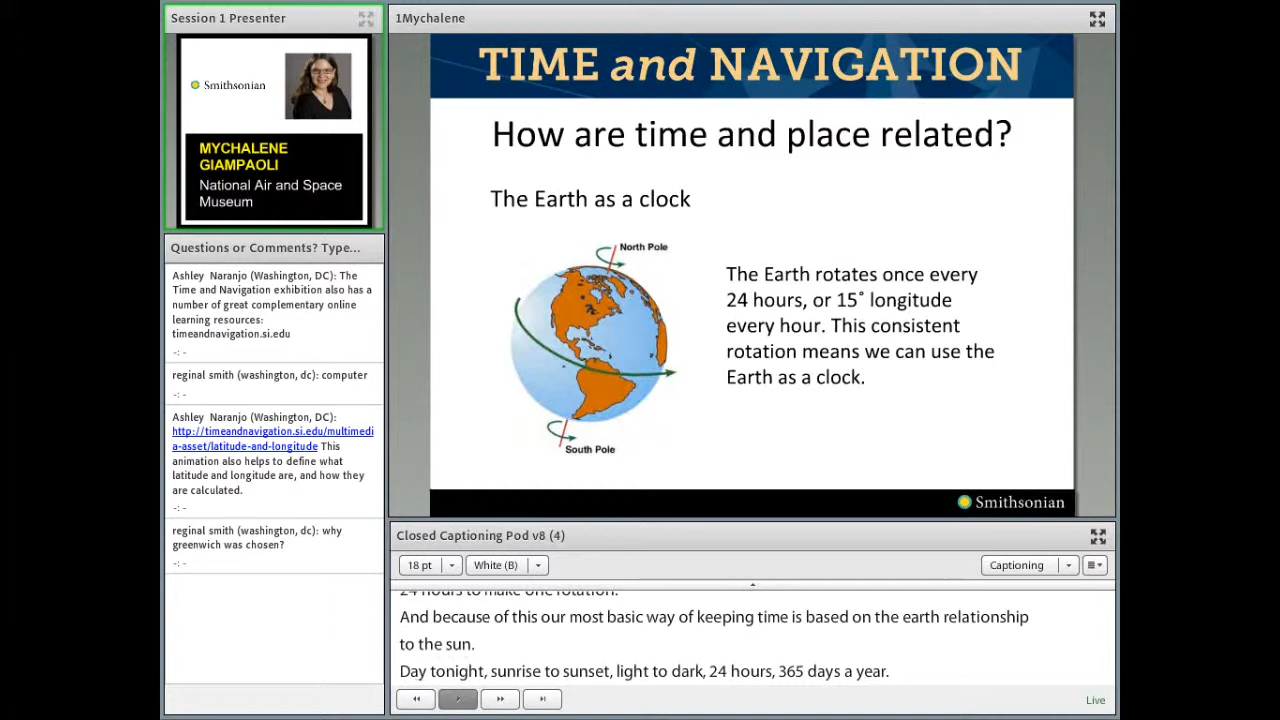 Session 1 Presenter
Smithsonian
MYCHALENE
GIAMPAOLI
National Air and Space
Museum
Questions or Comments? Type...
Ashley Naranjo (Washington, DC): The
Time and Navigation exhibition also has a
number of great complementary online
learning resources:
timeandnavigation.si.edu
-: -
reginal smith (washington, dc): computer
-: -
Ashley Naranjo (Washington, DC):
http://timeandnavigation.si.edu/multimedi
a-asset/latitude-and-longitude This
animation also helps to define what
latitude and longitude are, and how they
are calculated.
-: -
reginal smith (washington, dc): why
greenwich was chosen?
-: -
1Mychalene
TIME and NAVIGATION
How are time and place related?
The Earth as a clock
North Pole
South Pole
The Earth rotates once every
24 hours, or 15˚ longitude
every hour. This consistent
rotation means we can use the
Earth as a clock.
Smithsonian
Closed Captioning Pod v8 (4)
18 pt
White (B)
Captioning
24 hours to make one rotation.
And because of this our most basic way of keeping time is based on the earth relationship
to the sun.
Day tonight, sunrise to sunset, light to dark, 24 hours, 365 days a year.
Live